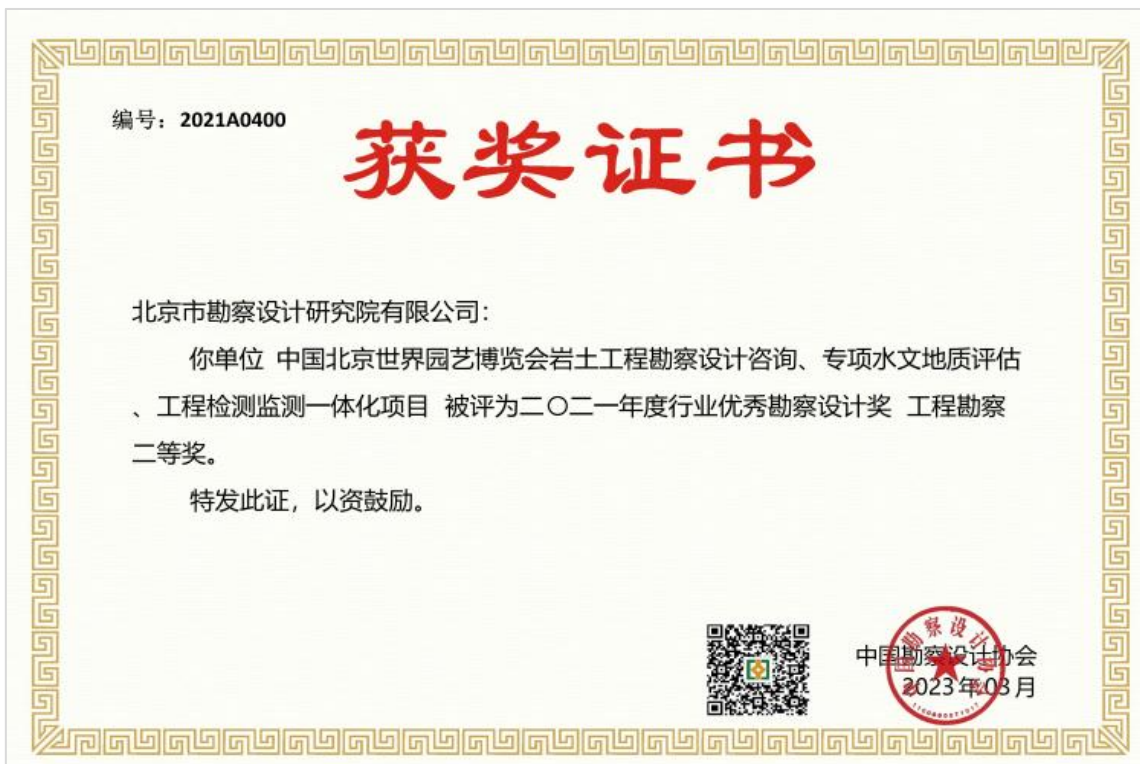 编号：2021A0400
获奖证书
北京市勘察设计研究院有限公司：
你单位 中国北京世界园艺博览会岩土工程勘察设计咨询、专项水文地质评估
、工程检测监测一体化项目 被评为二〇二一年度行业优秀勘察设计奖 工程勘察
二等奖。
特发此证，以资鼓励。
中国勘察设计协会
2023年03月